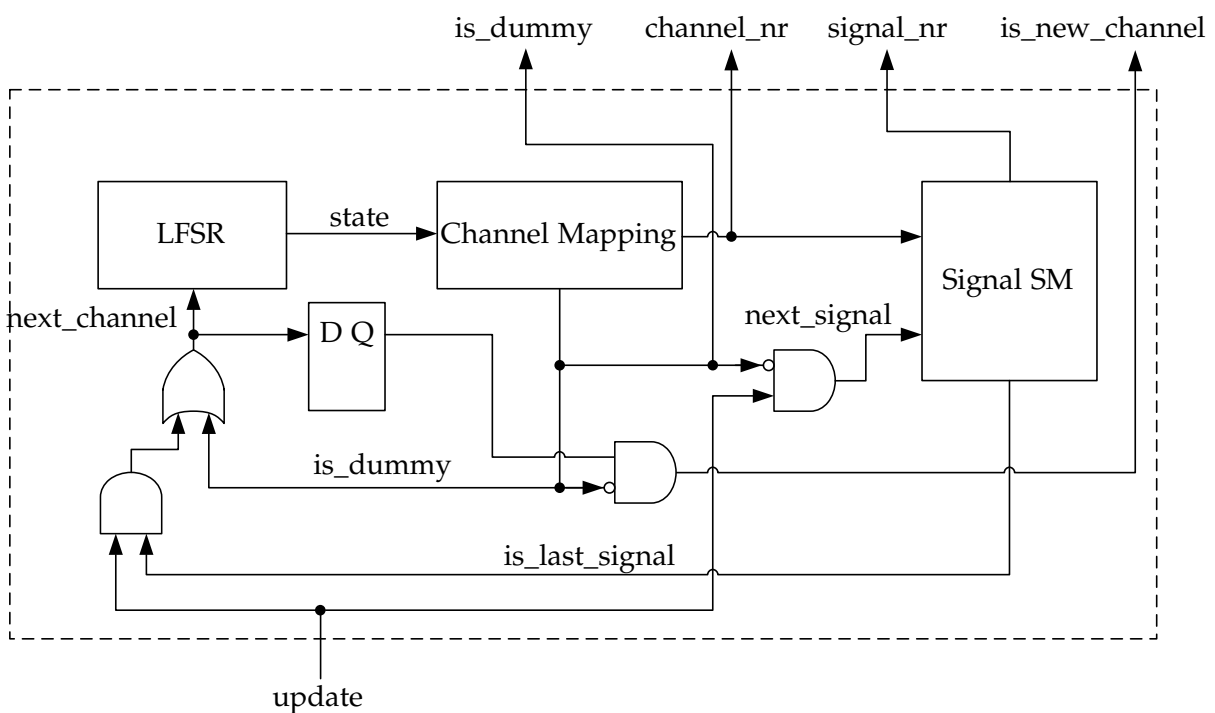 is_dummy channel_nr signal_nr is_new_channel
LFSR
state
Channel Mapping
Signal SM
next_channel
D Q
next_signal
is_dummy
is_last_signal
update